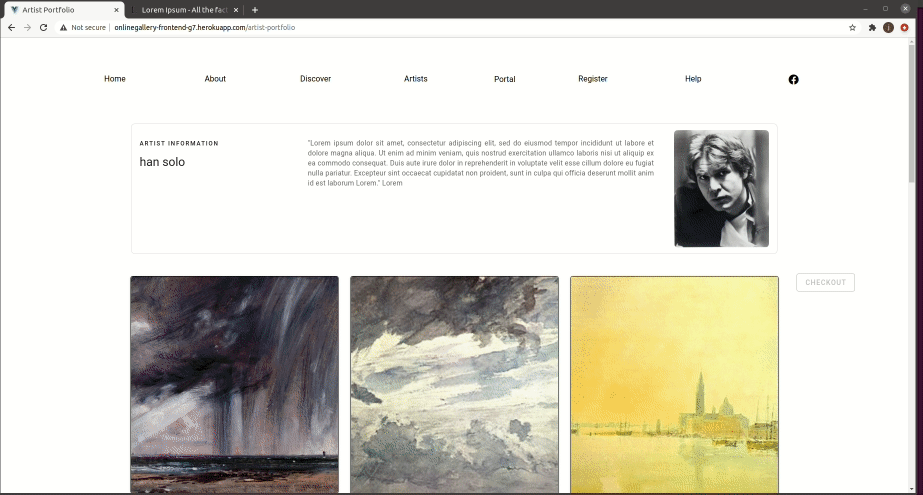 Artist Portfolio
Lorem Ipsum - All the fact
Not secure | onlinegallery-frontend-g7.herokuapp.com/artist-portfolio
Home About Discover Artists Portal Register Help
ARTIST INFORMATION
han solo
"Lorem ipsum dolor sit amet, consectetur adipiscing elit, sed do eiusmod tempor incididunt ut labore et
dolore magna aliqua. Ut enim ad minim veniam, quis nostrud exercitation ullamco laboris nisi ut aliquip ex
ea commodo consequat. Duis aute irure dolor in reprehenderit in voluptate velit esse cillum dolore eu fugiat
nulla pariatur. Excepteur sint occaecat cupidatat non proident, sunt in culpa qui officia deserunt mollit anim
id est laborum Lorem." Lorem
CHECKOUT